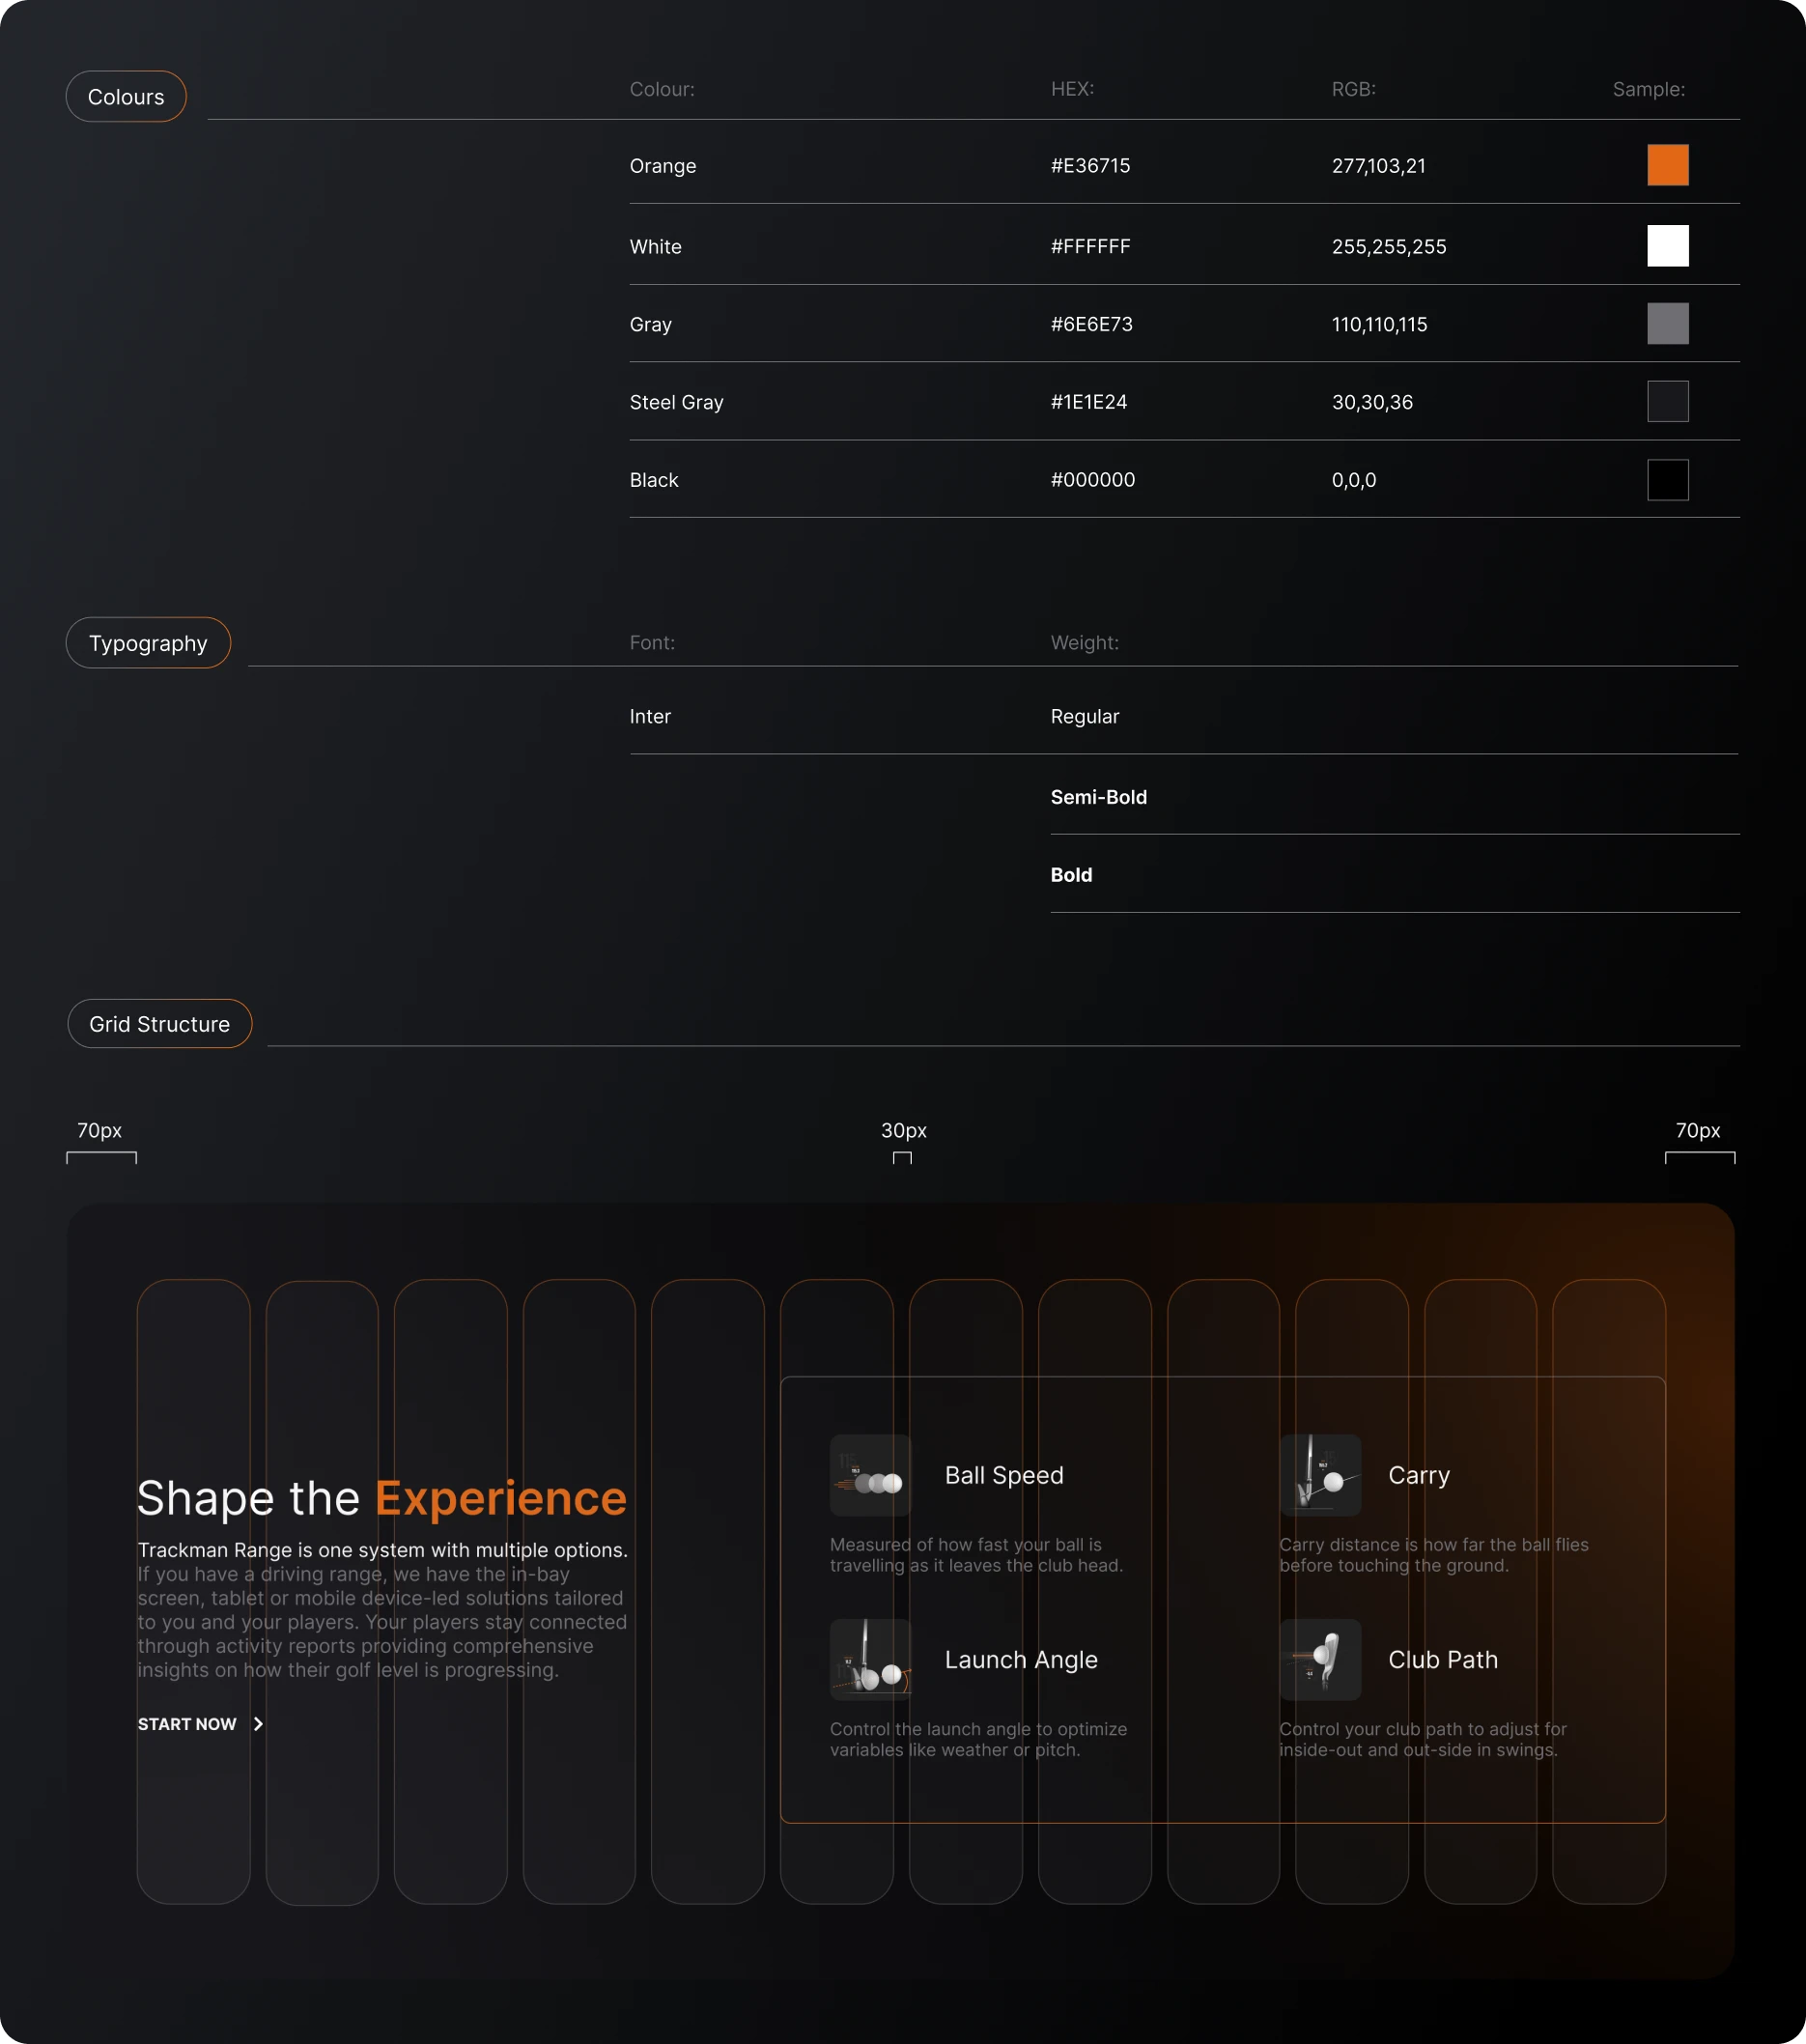 Colours
Colour: HEX: RGB: Sample:
Orange #E36715 277,103,21
White #FFFFFF 255,255,255
Gray #6E6E73 110,110,115
Steel Gray #1E1E24 30,30,36
Black #000000 0,0,0
Typography
Font: Weight:
Inter Regular
Semi-Bold
Bold
Grid Structure
70px 30px 70px
Shape the Experience
Trackman Range is one system with multiple options.
If you have a driving range, we have the in-bay
screen, tablet or mobile device-led solutions tailored
to you and your players. Your players stay connected
through activity reports providing comprehensive
insights on how their golf level is progressing.
START NOW
Ball Speed
Measured of how fast your ball is
travelling as it leaves the club head.
Carry
Carry distance is how far the ball flies
before touching the ground.
Launch Angle
Control the launch angle to optimize
variables like weather or pitch.
Club Path
Control your club path to adjust for
inside-out and out-side in swings.